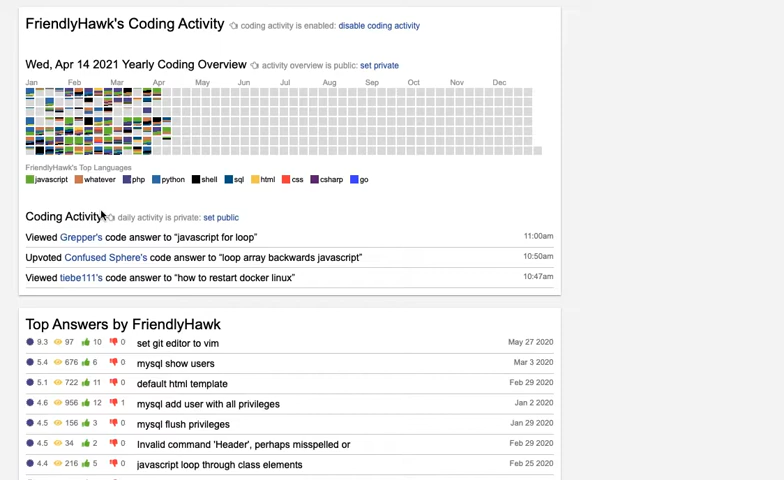 FriendlyHawk's Coding Activity coding activity is enabled: disable coding activity
Wed, Apr 14 2021 Yearly Coding Overview activity overview is public: set private
Jan Feb Mar Apr May Jun Jul Aug Sep Oct Nov Dec
FriendlyHawk's Top Languages
javascript whatever php python shell sql html css csharp go
Coding Activity daily activity is private: set public
Viewed Grepper's code answer to “javascript for loop” 11:00am
Upvoted Confused Sphere's code answer to “loop array backwards javascript” 10:50am
Viewed tiebe111's code answer to “how to restart docker linux” 10:47am
Top Answers by FriendlyHawk
9.3 97 10 0 set git editor to vim May 27 2020
5.4 676 6 0 mysql show users Mar 3 2020
5.1 722 11 0 default html template Feb 29 2020
4.6 956 12 1 mysql add user with all privileges Jan 2 2020
4.5 156 3 0 mysql flush privileges Jan 29 2020
4.5 34 2 0 Invalid command 'Header', perhaps misspelled or Feb 29 2020
4.4 216 5 0 javascript loop through class elements Feb 25 2020